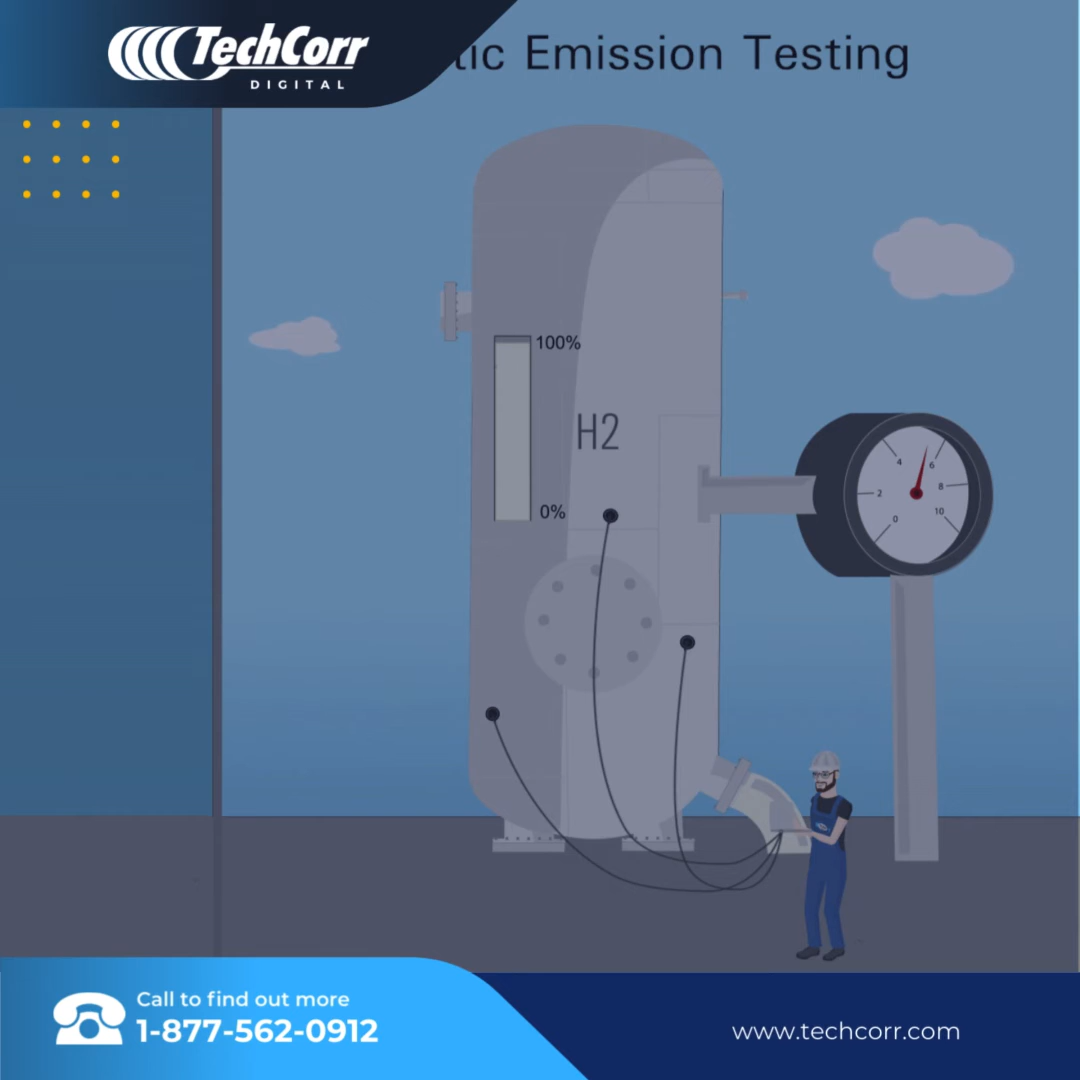 TechCorr
DIGITAL
tic Emission Testing
100%
H2
0%
0
2
4
6
8
10
Call to find out more
1-877-562-0912
www.techcorr.com